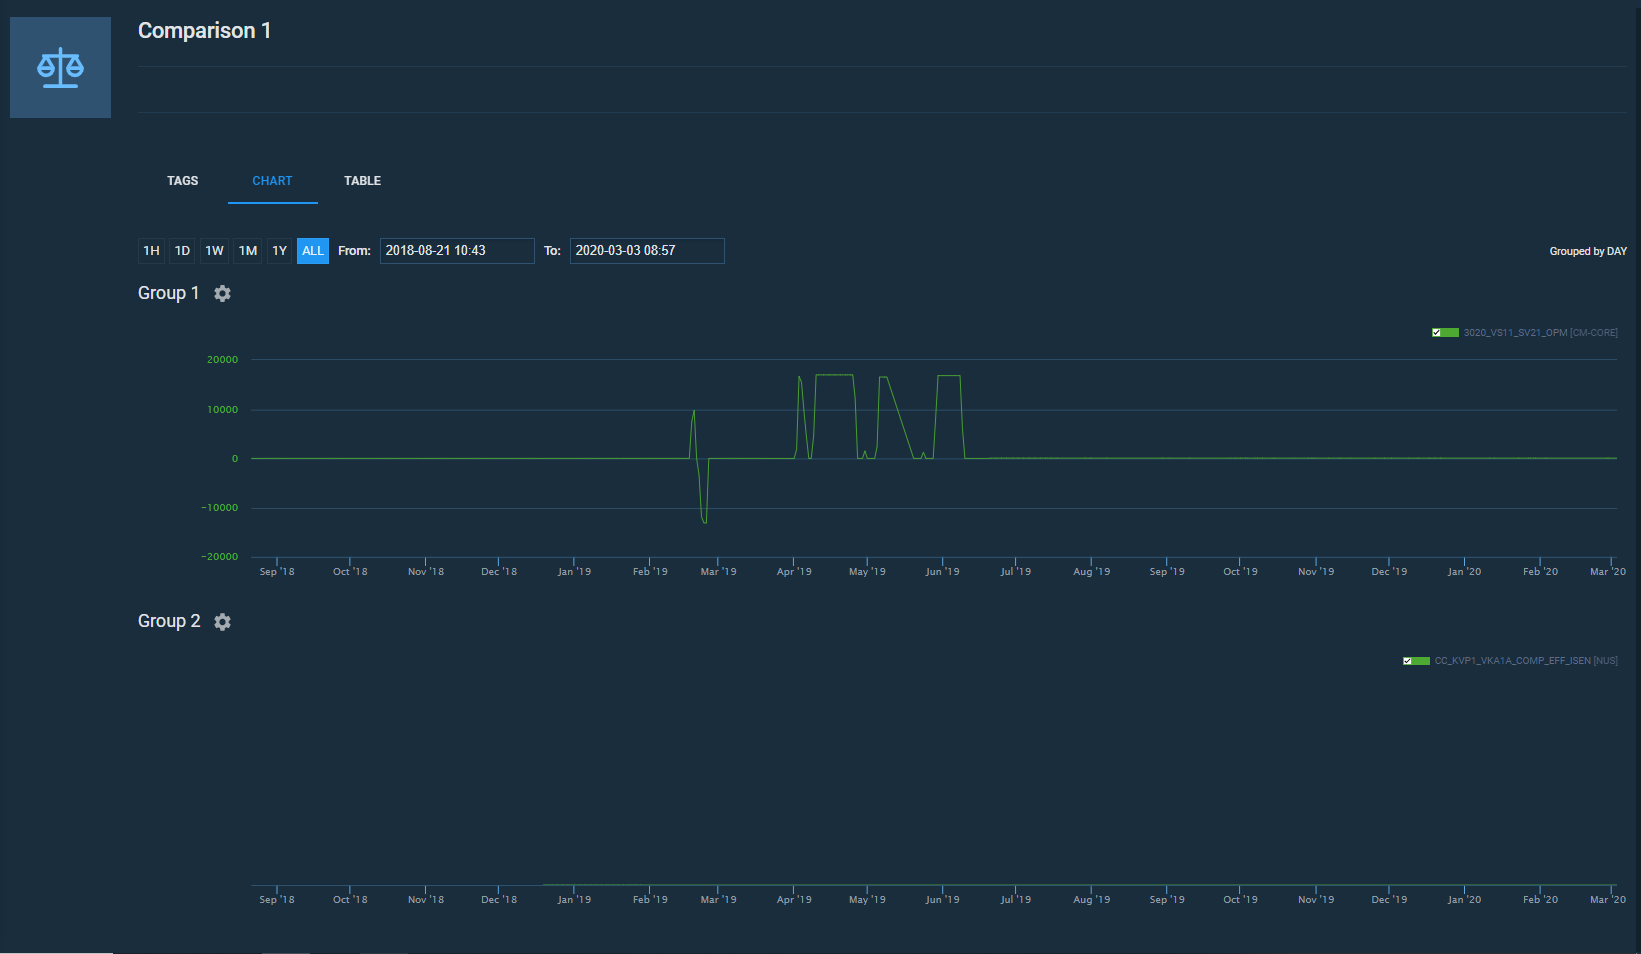 Comparison 1
TAGS CHART TABLE
1H 1D 1W 1M 1Y ALL From: 2018-08-21 10:43 To: 2020-03-03 08:57 Grouped by DAY
Group 1
3020_VS11_SV21_OPM [CM-CORE]
20000
10000
0
-10000
-20000
Sep '18 Oct '18 Nov '18 Dec '18 Jan '19 Feb '19 Mar '19 Apr '19 May '19 Jun '19 Jul '19 Aug '19 Sep '19 Oct '19 Nov '19 Dec '19 Jan '20 Feb '20 Mar '20
Group 2
CC_KVP1_VKA1A_COMP_EFF_ISEN [NUS]
Sep '18 Oct '18 Nov '18 Dec '18 Jan '19 Feb '19 Mar '19 Apr '19 May '19 Jun '19 Jul '19 Aug '19 Sep '19 Oct '19 Nov '19 Dec '19 Jan '20 Feb '20 Mar '20